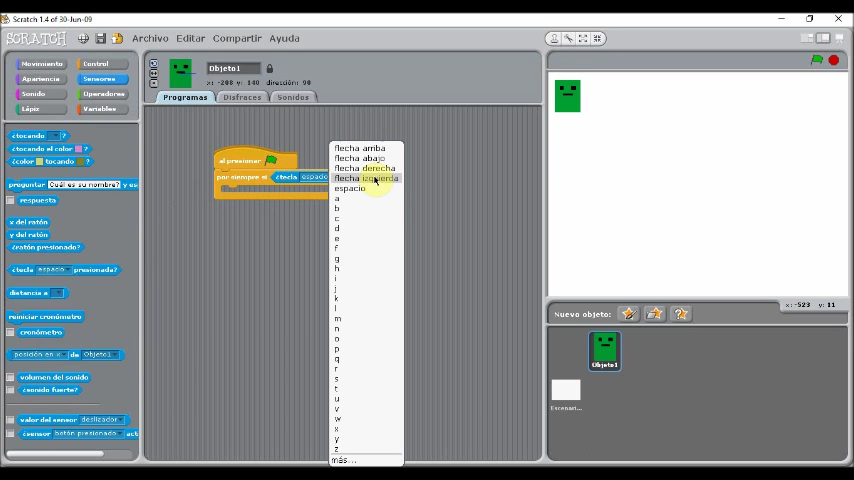 Scratch 1.4 of 30-Jun-09
SCRATCH Archivo Editar Compartir Ayuda
Movimiento Control
Apariencia Sensores
Sonido Operadores
Lápiz Variables
Objeto1
x: -208 y: 140 dirección: 90
Programas Disfraces Sonidos
¿tocando ?
¿tocando el color ?
¿color tocando ?
preguntar Cuál es su nombre? y es
respuesta
x del ratón
y del ratón
¿ratón presionado?
¿tecla espacio presionada?
distancia a
reiniciar cronómetro
cronómetro
posición en x de Objeto1
volumen del sonido
¿sonido fuerte?
valor del sensor deslizador
¿sensor botón presionado act
al presionar
por siempre si ¿tecla espacio
flecha arriba
flecha abajo
flecha derecha
flecha izquierda
espacio
a
b
c
d
e
f
g
h
i
j
k
l
m
n
o
p
q
r
s
t
u
v
w
x
y
z
más...
x: -523 y: 11
Nuevo objeto:
Objeto1
Escenari...